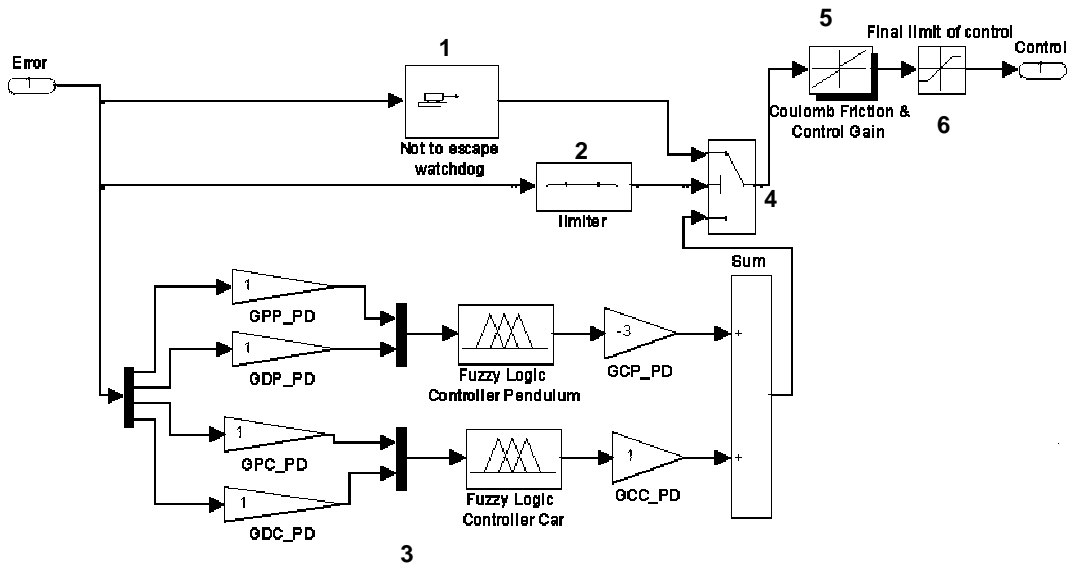 5
Final limit of control
1
Error
Control
1
1
Coulomb Friction &
Control Gain
6
Not to escape
watchdog
2
limiter
4
Sum
1
GPP_PD
+
-3
1
GDP_PD
GCP_PD
Fuzzy Logic
Controller Pendulum
1
GPC_PD
1
+
GCC_PD
1
GDC_PD
Fuzzy Logic
Controller Car
3